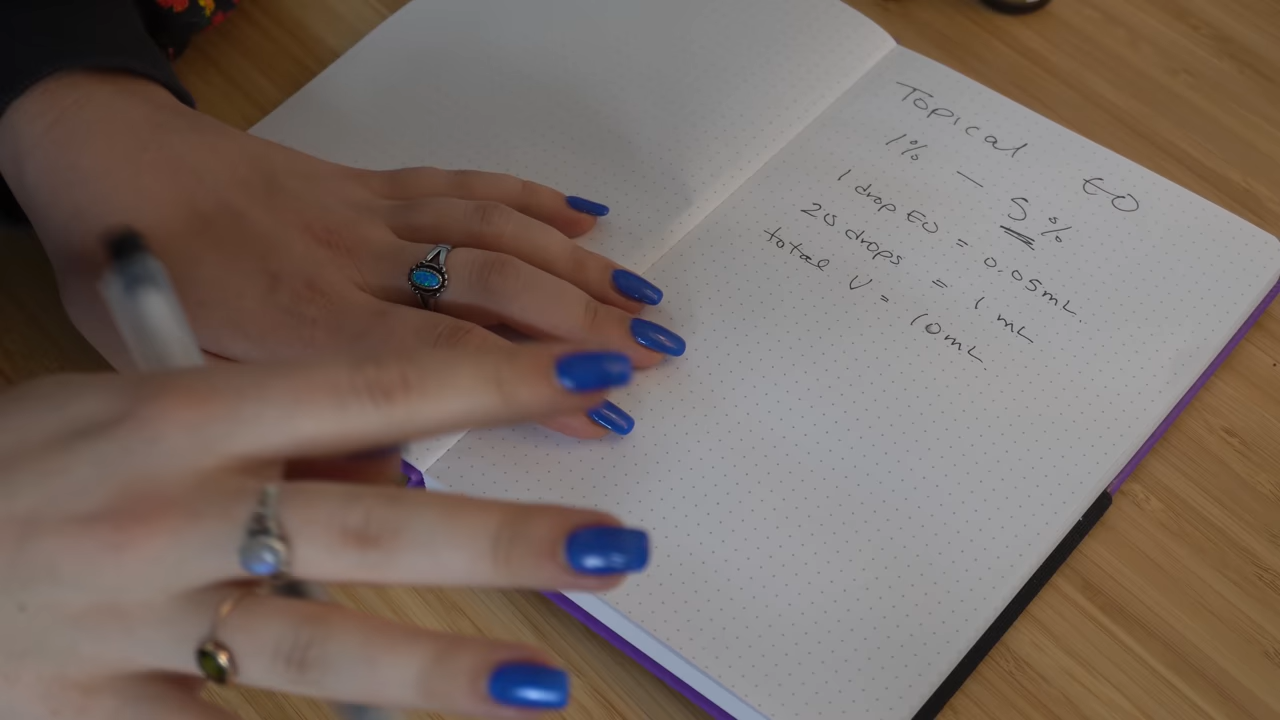 Topical EO
1% — 5%
1 drop EO = 0.05mL.
20 drops = 1 mL
total V = 10mL